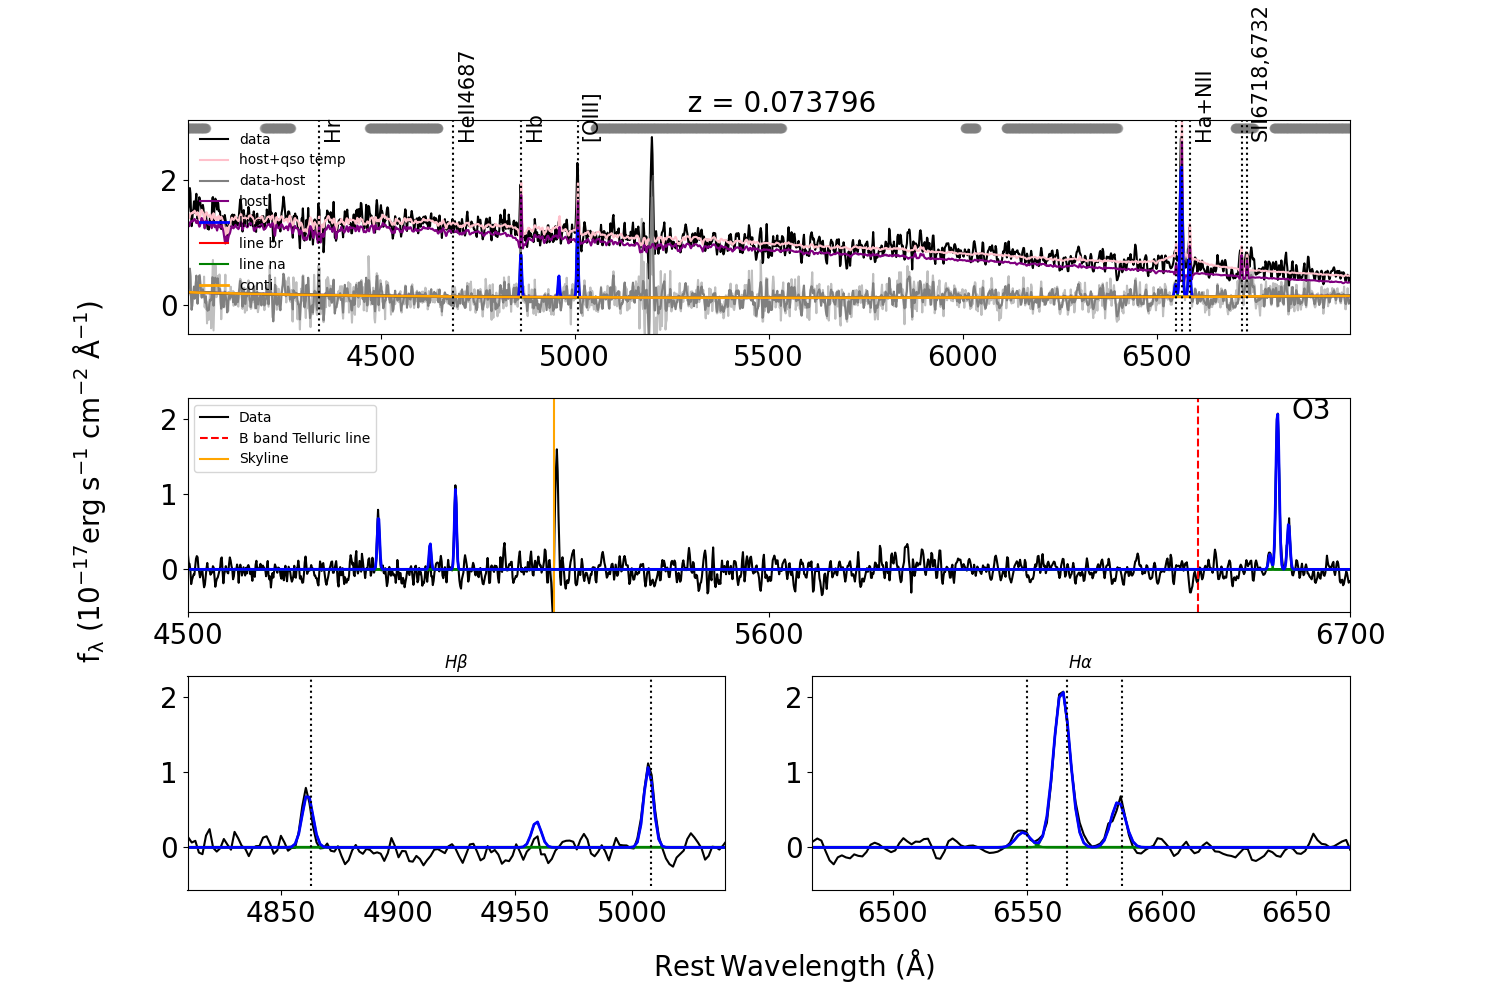 Hr
HeII4687
Hb
[OIII]
Ha+NII
SII6718,6732
z = 0.073796
data
host+qso temp
data-host
host
line br
line na
conti
2
0
4500 5000 5500 6000 6500
Data
B band Telluric line
Skyline
O3
2
1
0
4500 5600 6700
fλ (10−17erg s−1 cm−2 Å−1)
Hβ
Hα
2
1
0
4850 4900 4950 5000
2
1
0
6500 6550 6600 6650
Rest Wavelength (Å)